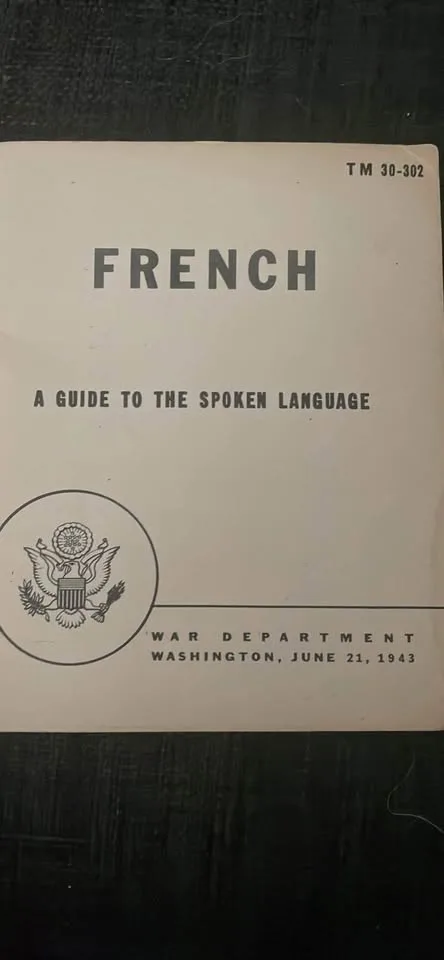 TM 30-302
FRENCH
A GUIDE TO THE SPOKEN LANGUAGE
WAR DEPARTMENT
WASHINGTON, JUNE 21, 1943